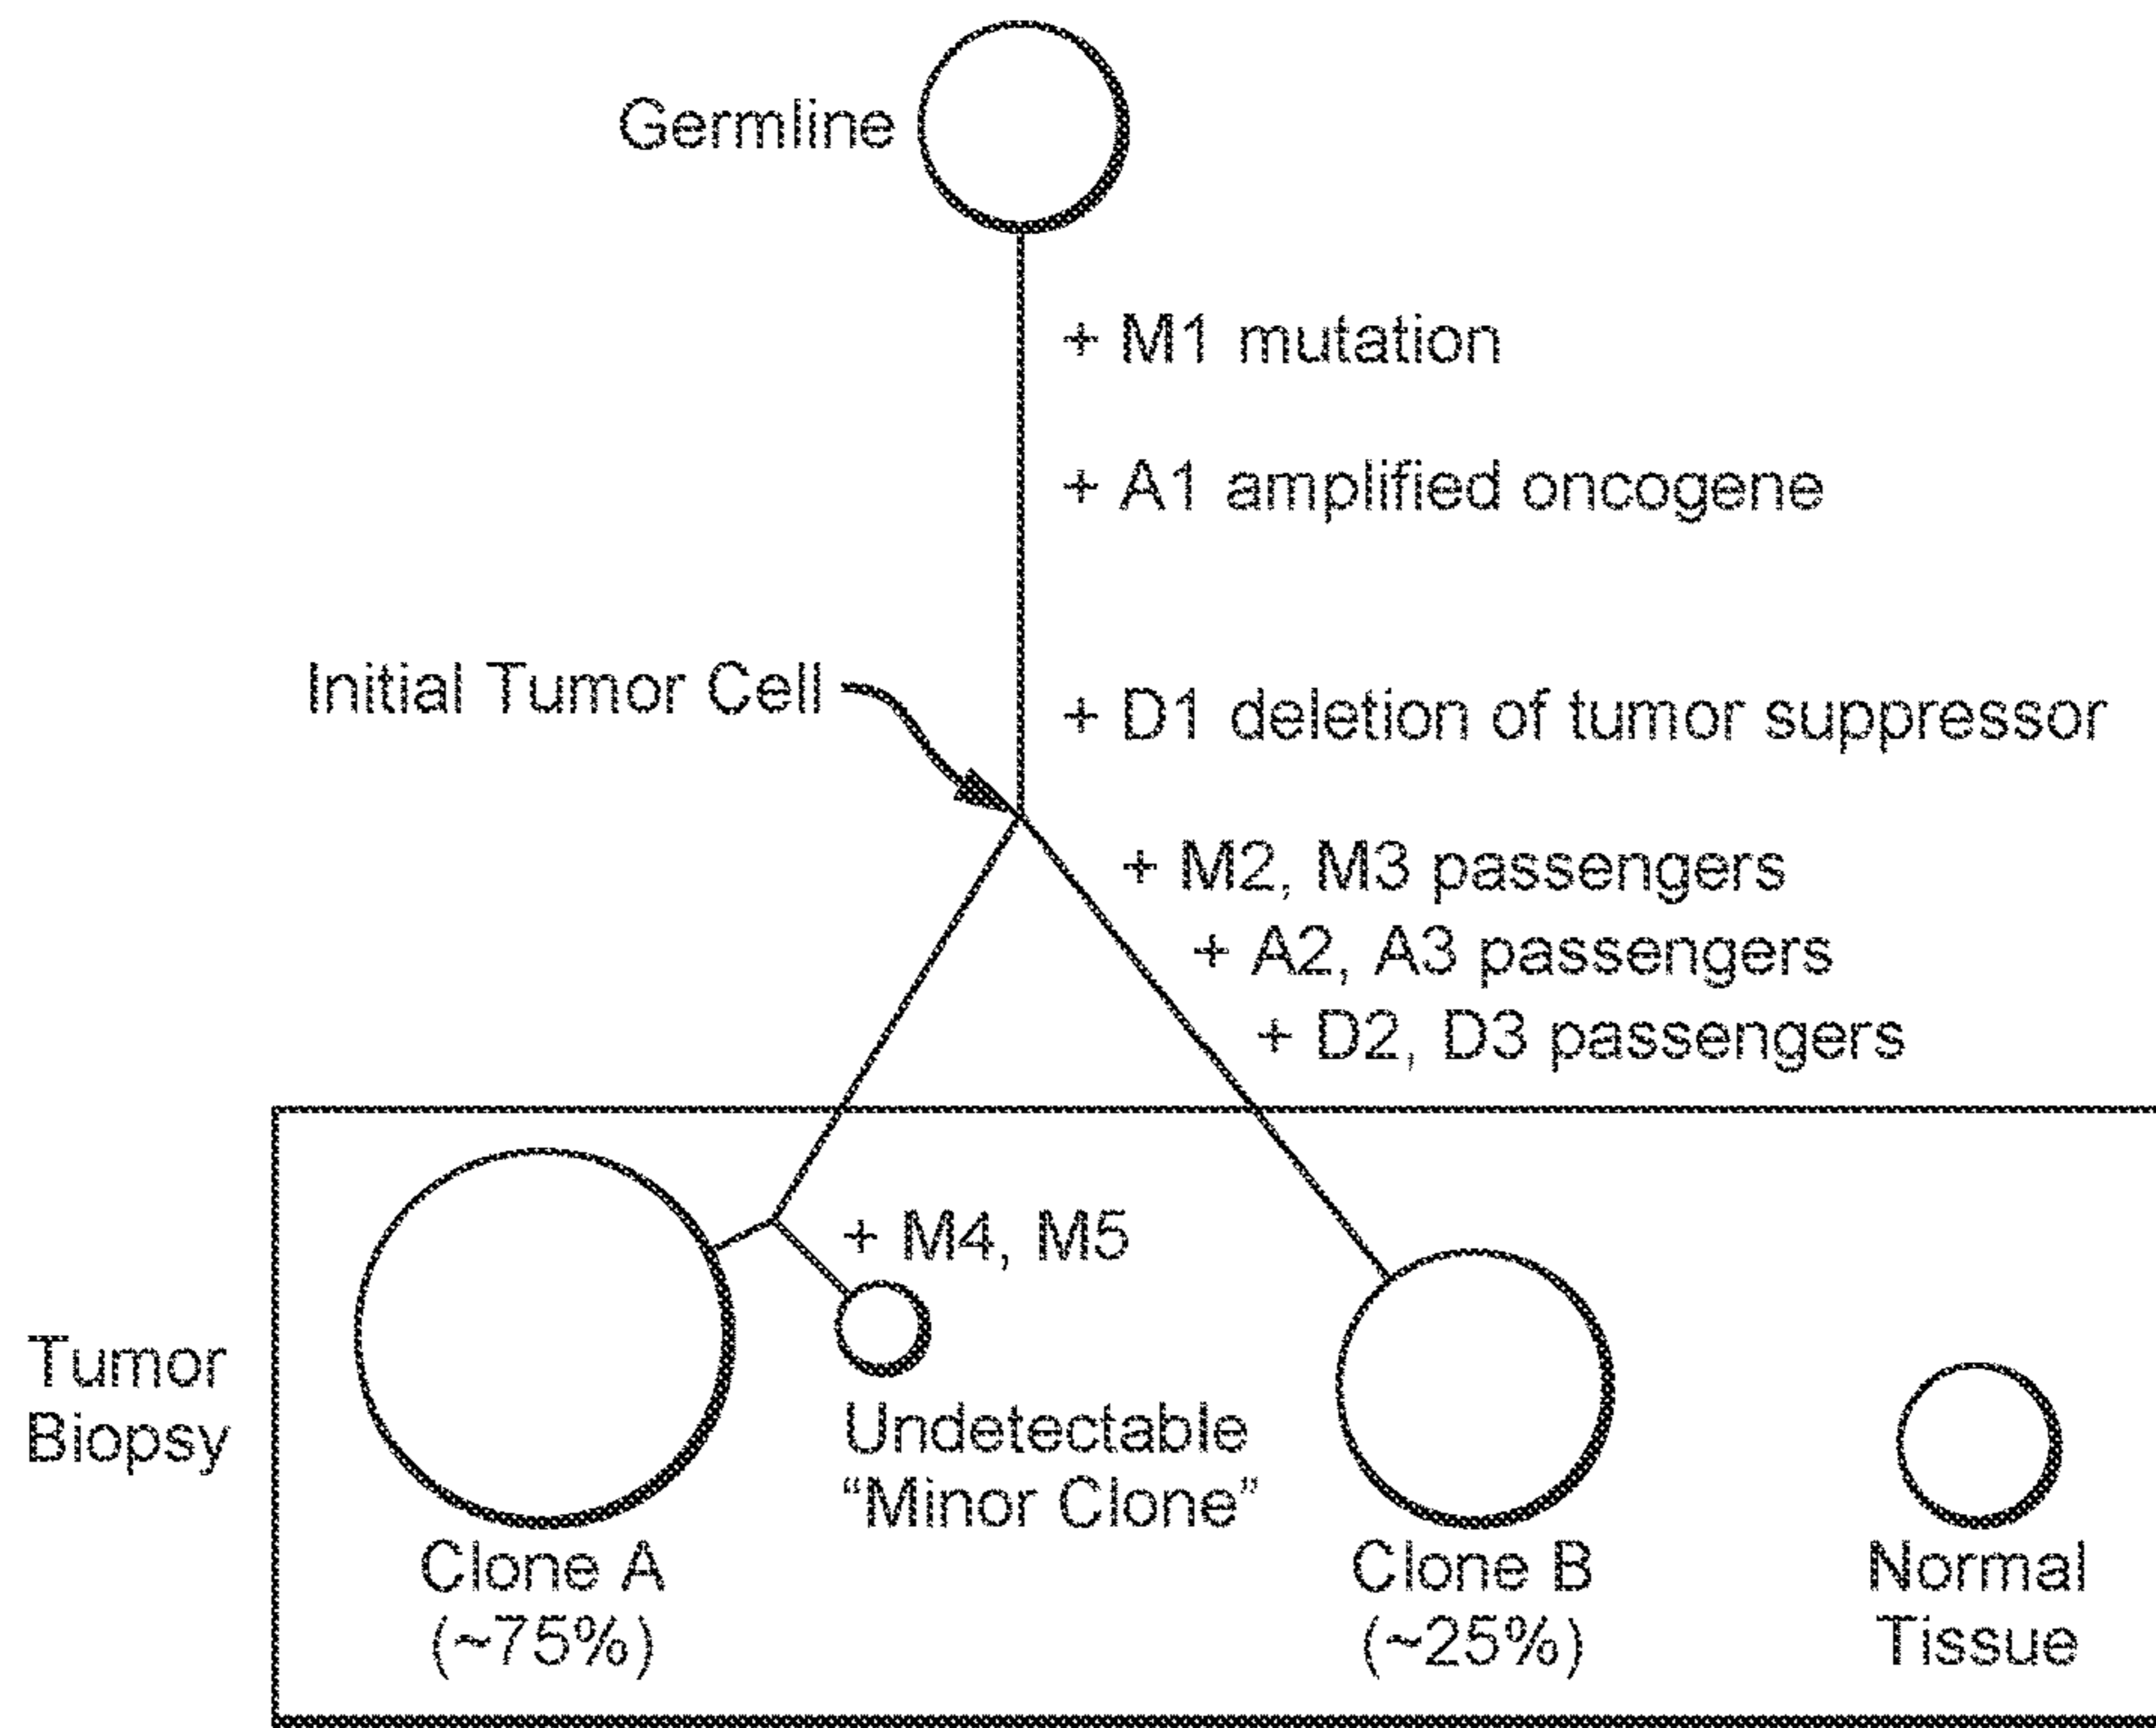 Germline
+ M1 mutation
+ A1 amplified oncogene
Initial Tumor Cell
+ D1 deletion of tumor suppressor
+ M2, M3 passengers
+ A2, A3 passengers
+ D2, D3 passengers
+ M4, M5
Tumor
Biopsy
Undetectable
“Minor Clone”
Clone A
(~75%)
Clone B
(~25%)
Normal
Tissue